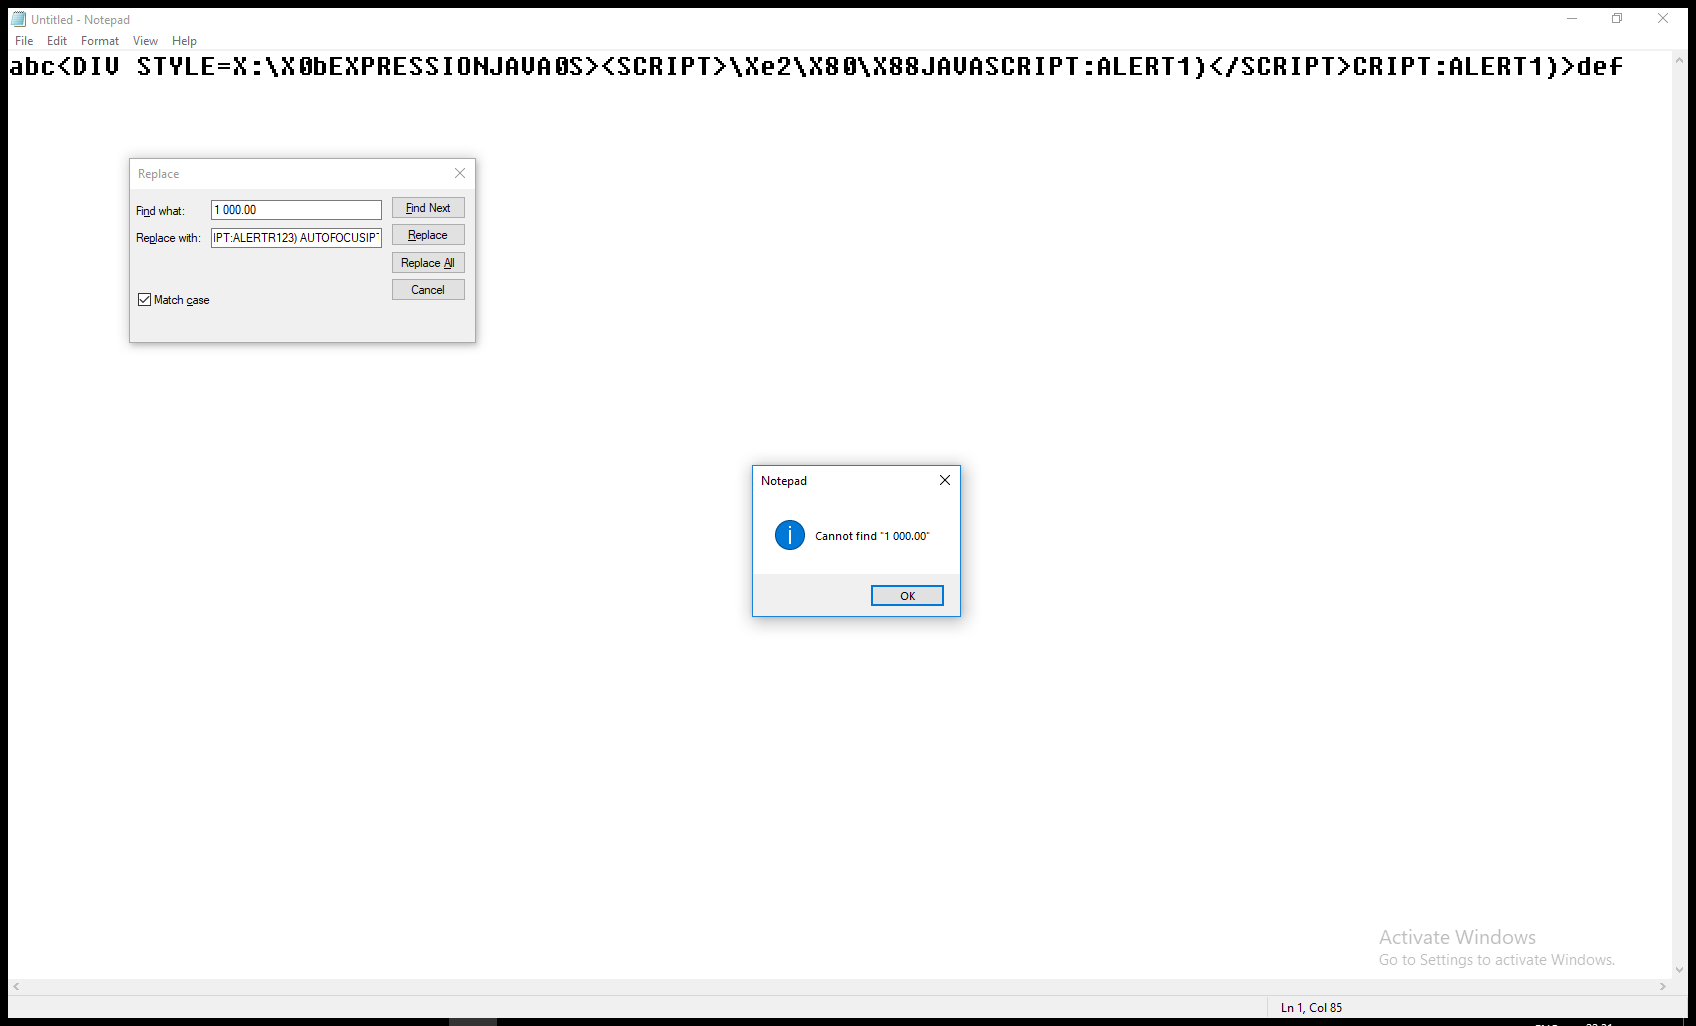 Untitled - Notepad
File Edit Format View Help
abc<DIV STYLE=X:\X0bEXPRESSIONJAVA0S><SCRIPT>\Xe2\X80\X88JAVASCRIPT:ALERT1)</SCRIPT>CRIPT:ALERT1)>def
Replace
Find what: 1 000.00 Find Next
Replace with: IPT:ALERTR123) AUTOFOCUSIPT Replace
Replace All
Cancel
Match case
Notepad
Cannot find "1 000.00"
OK
Activate Windows
Go to Settings to activate Windows.
Ln 1, Col 85